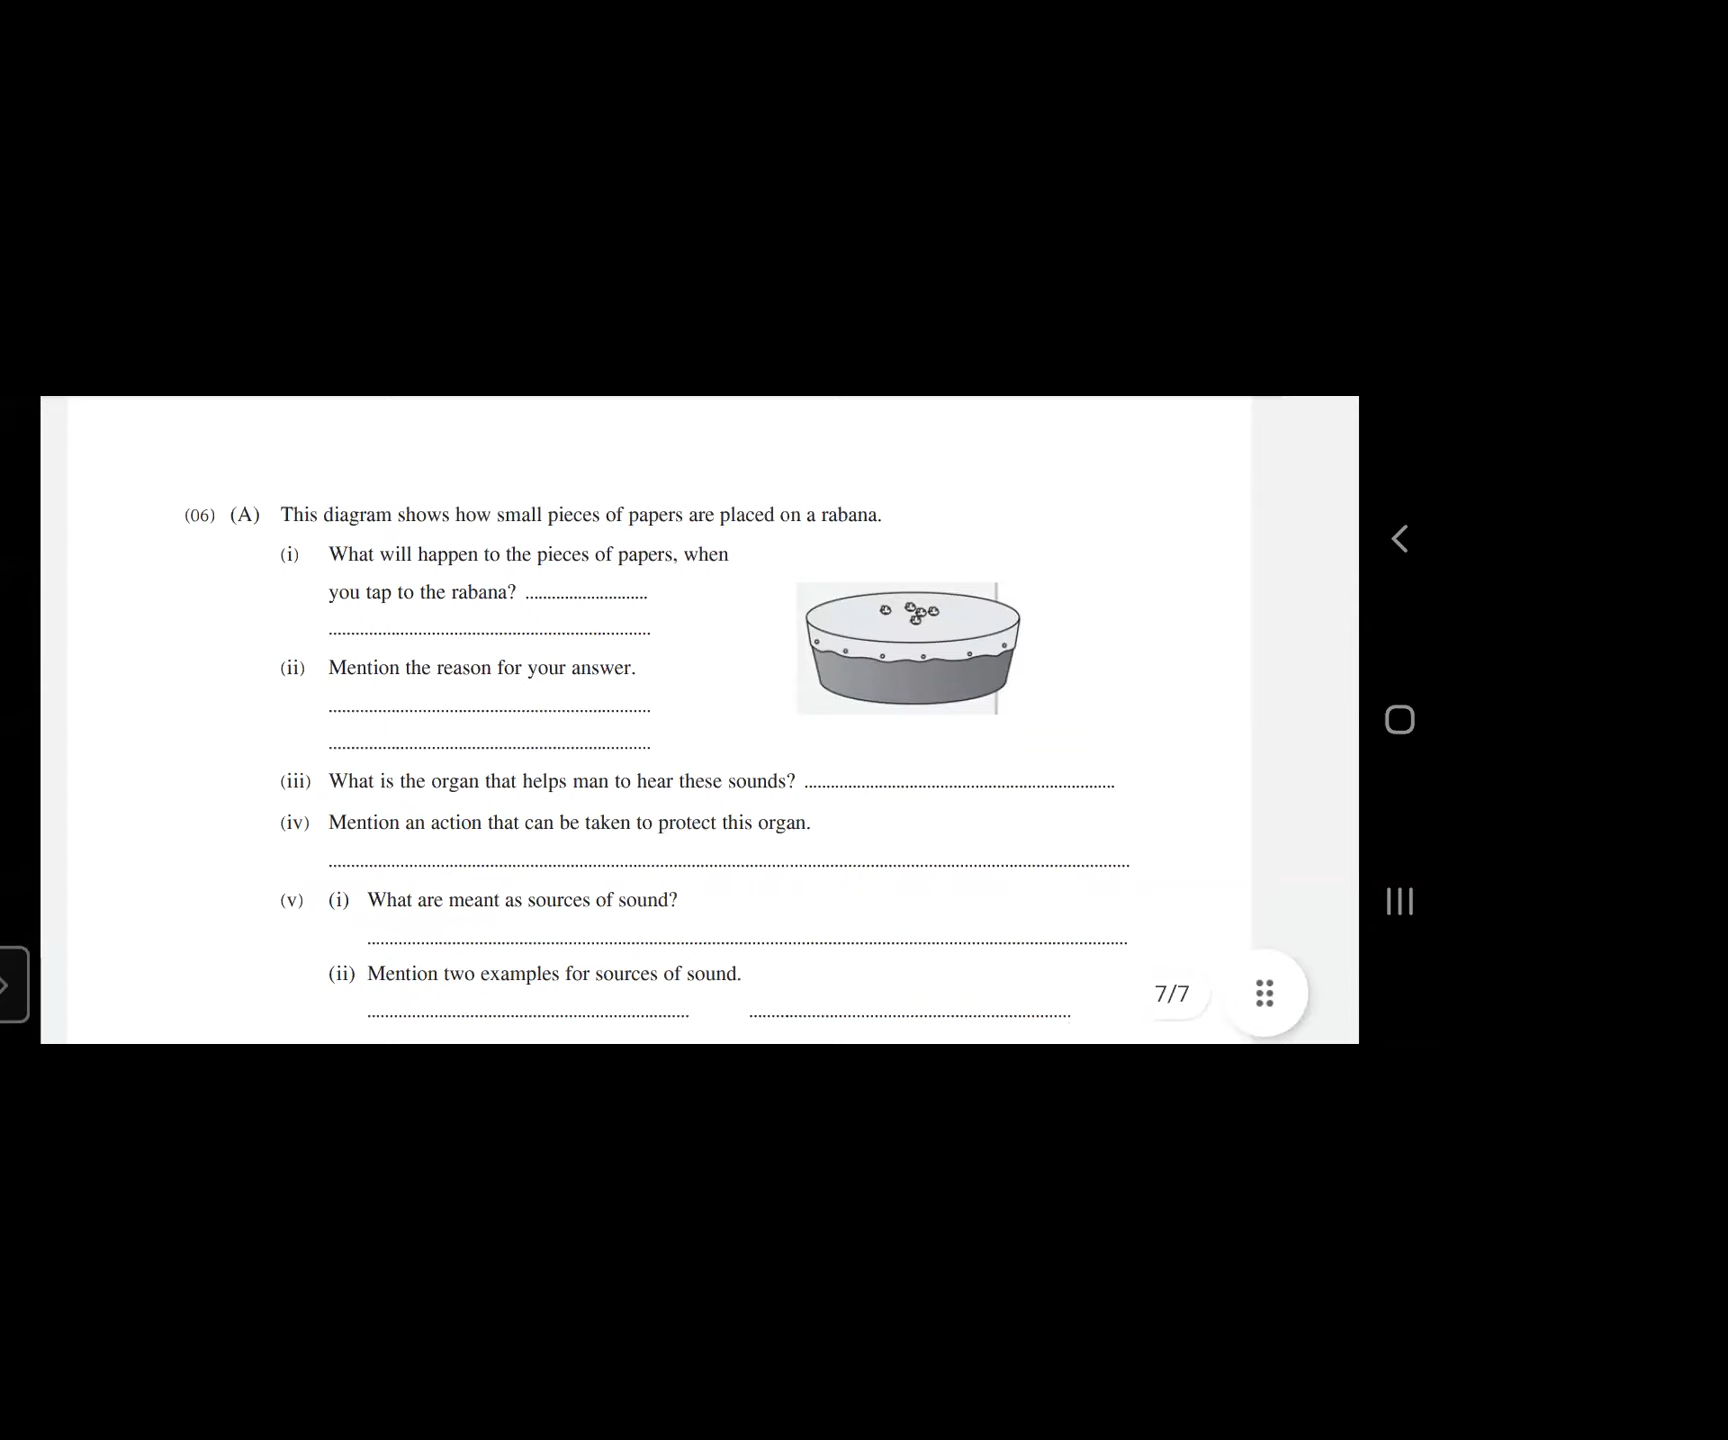 (06) (A) This diagram shows how small pieces of papers are placed on a rabana.
(i) What will happen to the pieces of papers, when
you tap to the rabana? ...........................
........................................................................
(ii) Mention the reason for your answer.
........................................................................
........................................................................
(iii) What is the organ that helps man to hear these sounds? .....................................................................
(iv) Mention an action that can be taken to protect this organ.
....................................................................................................................................................................................
(v) (i) What are meant as sources of sound?
...........................................................................................................................................................................
(ii) Mention two examples for sources of sound.
........................................................................ ........................................................................
7/7